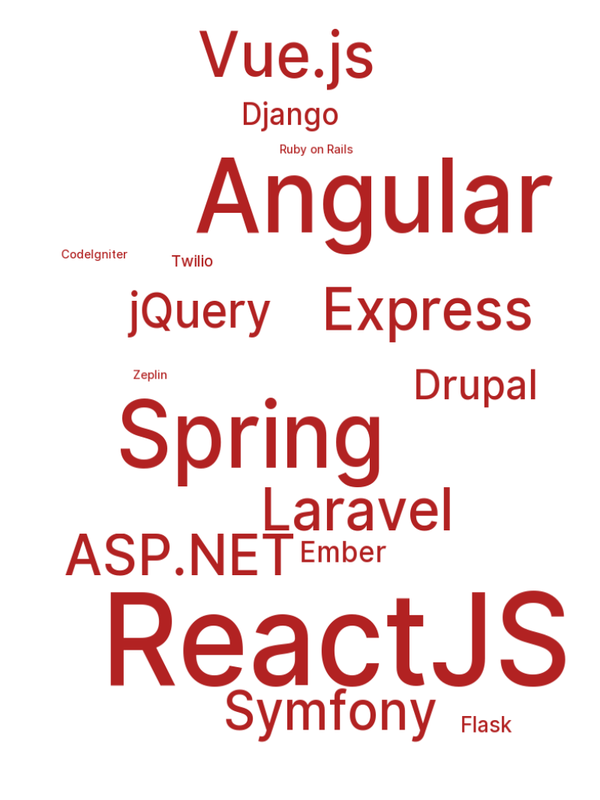 Vue.js
Django
Ruby on Rails
Angular
CodeIgniter
Twilio
jQuery
Express
Zeplin
Drupal
Spring
Laravel
ASP.NET
Ember
ReactJS
Symfony
Flask